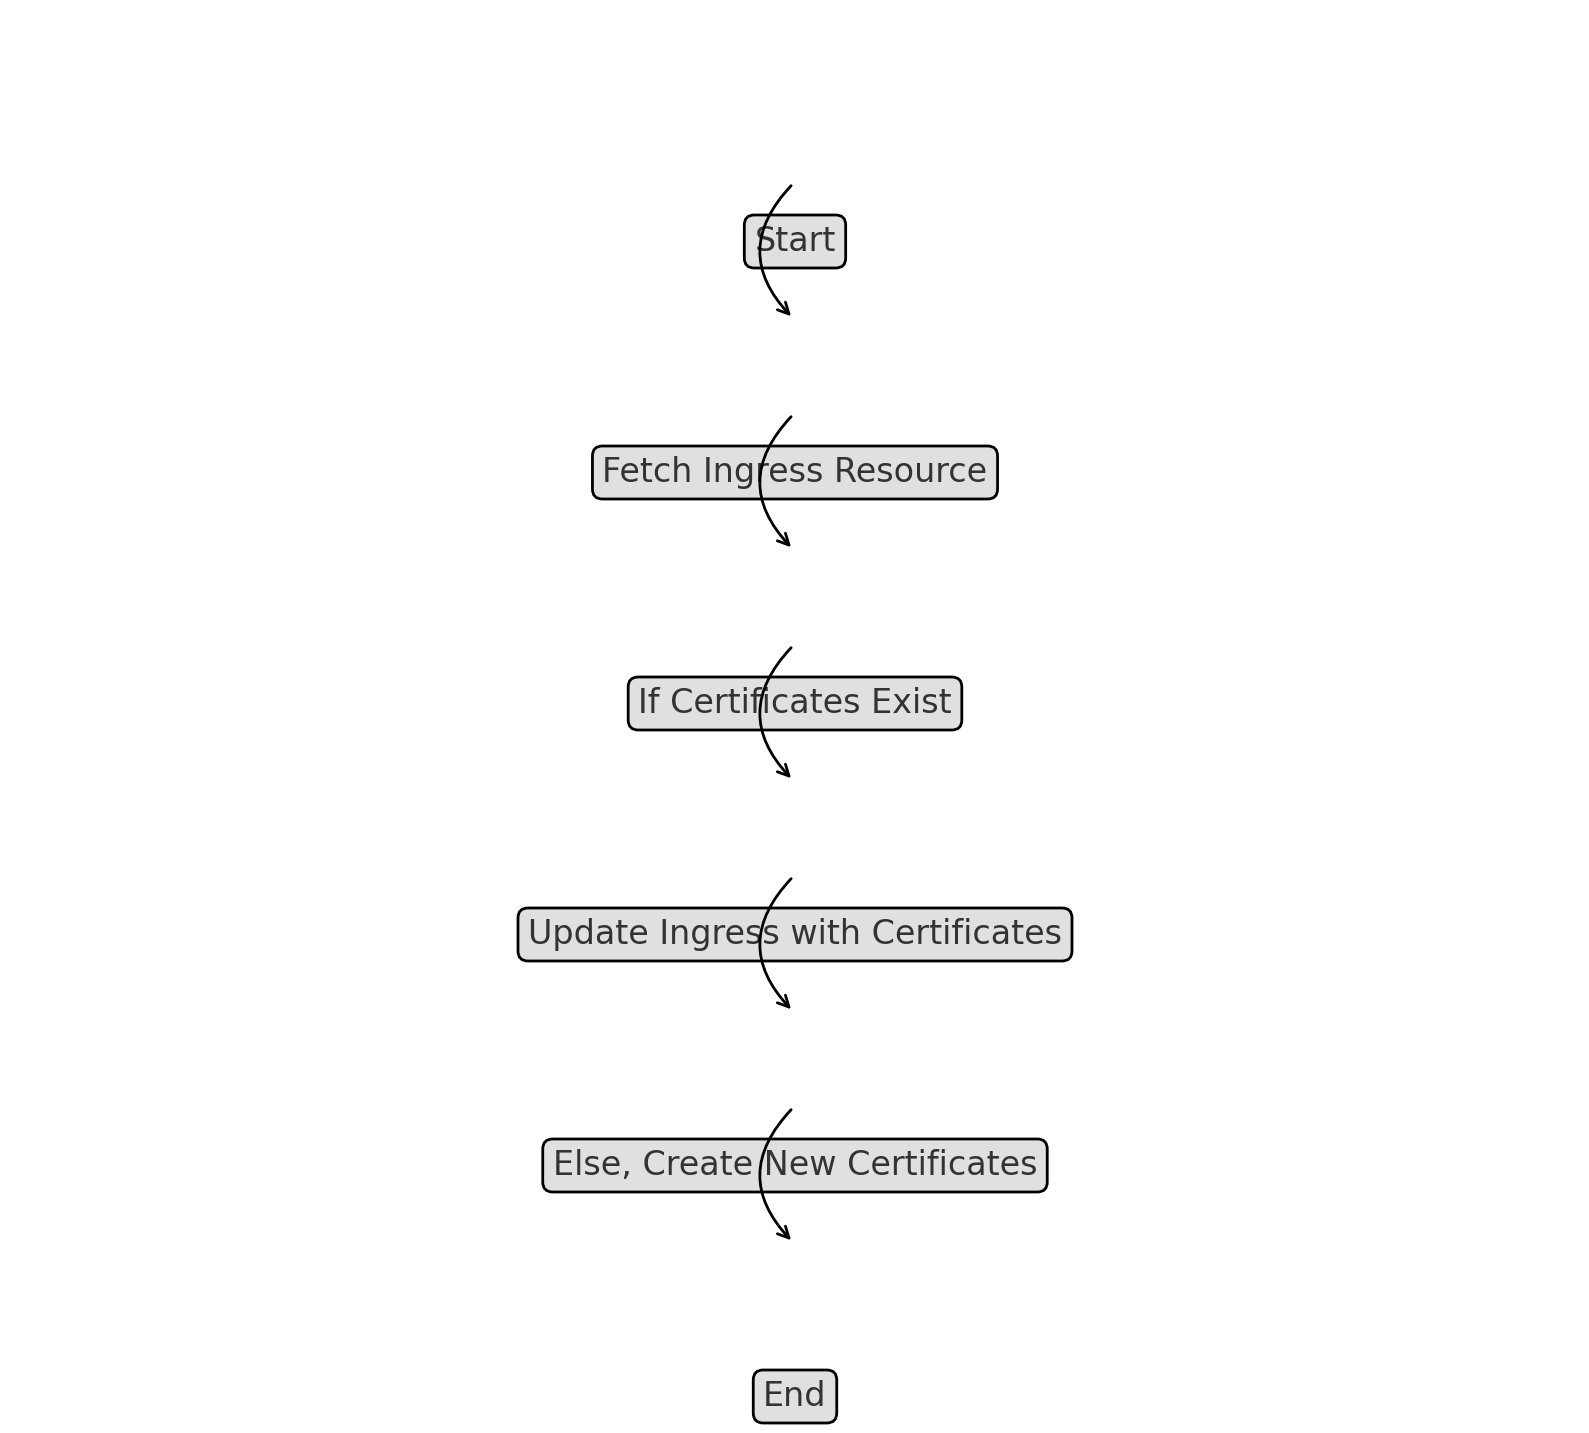 Start
Fetch Ingress Resource
If Certificates Exist
Update Ingress with Certificates
Else, Create New Certificates
End